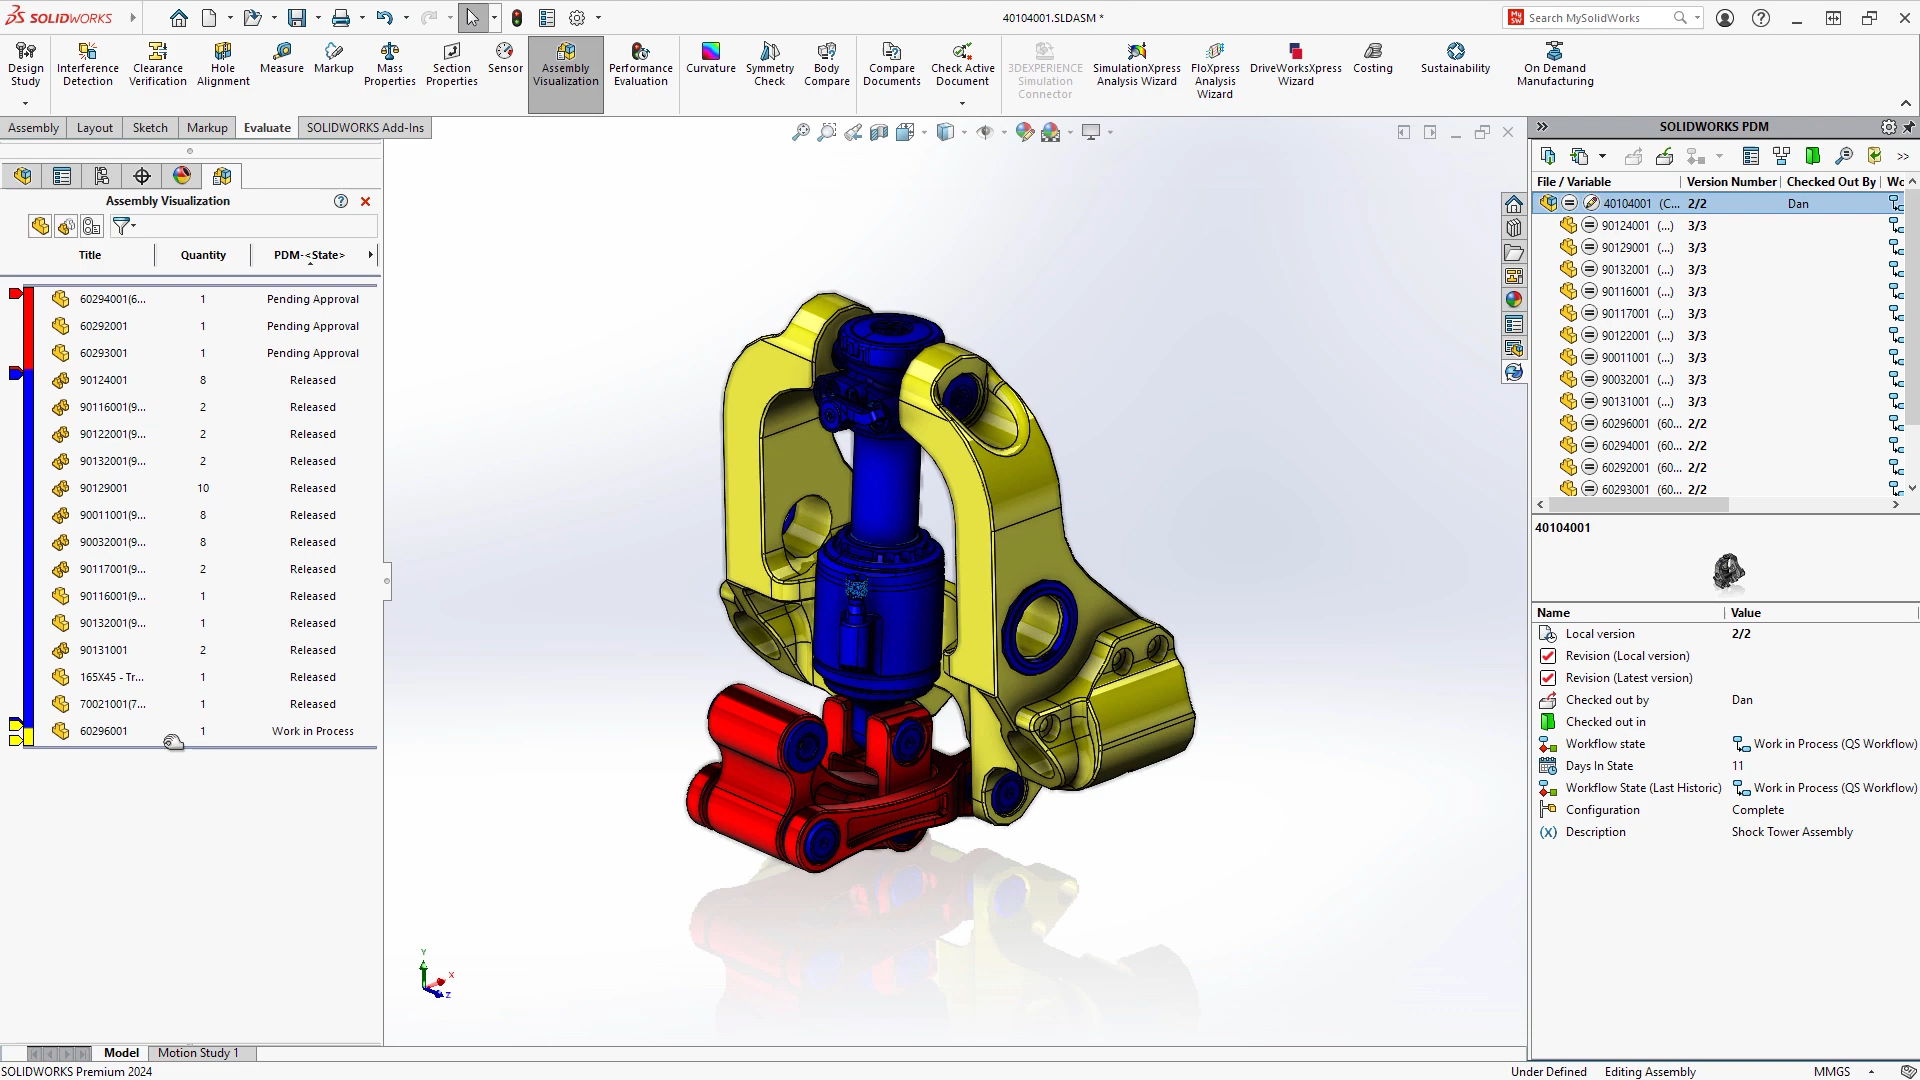 SOLIDWORKS
40104001.SLDASM *
MySW
Search MySolidWorks
Design Study
Interference Detection
Clearance Verification
Hole Alignment
Measure
Markup
Mass Properties
Section Properties
Sensor
Assembly Visualization
Performance Evaluation
Curvature
Symmetry Check
Body Compare
Compare Documents
Check Active Document
3DEXPERIENCE Simulation Connector
SimulationXpress Analysis Wizard
FloXpress Analysis Wizard
DriveWorksXpress Wizard
Costing
Sustainability
On Demand Manufacturing
Assembly Layout Sketch Markup Evaluate SOLIDWORKS Add-Ins
Assembly Visualization
Title Quantity PDM-<State>
60294001(6... 1 Pending Approval
60292001 1 Pending Approval
60293001 1 Pending Approval
90124001 8 Released
90116001(9... 2 Released
90122001(9... 2 Released
90132001(9... 2 Released
90129001 10 Released
90011001(9... 8 Released
90032001(9... 8 Released
90117001(9... 2 Released
90116001(9... 1 Released
90132001(9... 1 Released
90131001 2 Released
165X45 - Tr... 1 Released
70021001(7... 1 Released
60296001 1 Work in Process
Y
X
Z
SOLIDWORKS PDM
File / Variable Version Number Checked Out By Wc
40104001 (C... 2/2 Dan
90124001 (...) 3/3
90129001 (...) 3/3
90132001 (...) 3/3
90116001 (...) 3/3
90117001 (...) 3/3
90122001 (...) 3/3
90011001 (...) 3/3
90032001 (...) 3/3
90131001 (...) 3/3
60296001 (60... 2/2
60294001 (60... 2/2
60292001 (60... 2/2
60293001 (60... 2/2
40104001
Name Value
Local version 2/2
Revision (Local version)
Revision (Latest version)
Checked out by Dan
Checked out in
Workflow state Work in Process (QS Workflow)
Days In State 11
Workflow State (Last Historic) Work in Process (QS Workflow)
Configuration Complete
(x) Description Shock Tower Assembly
Model Motion Study 1
SOLIDWORKS Premium 2024
Under Defined Editing Assembly MMGS